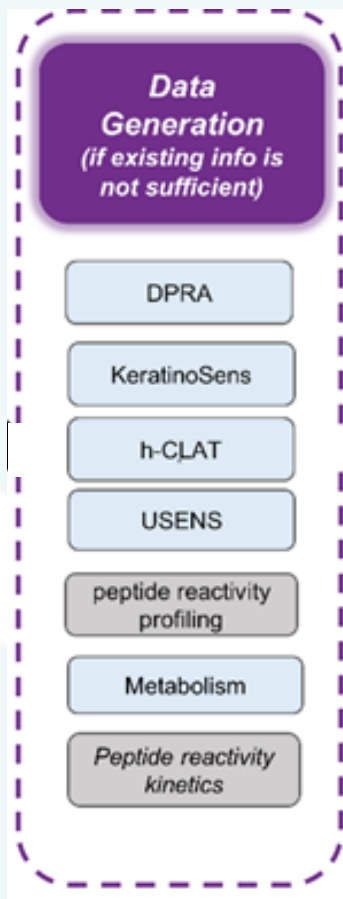 Data
Generation
(if existing info is
not sufficient)
DPRA
KeratinoSens
h-CLAT
USENS
peptide reactivity
profiling
Metabolism
Peptide reactivity
kinetics